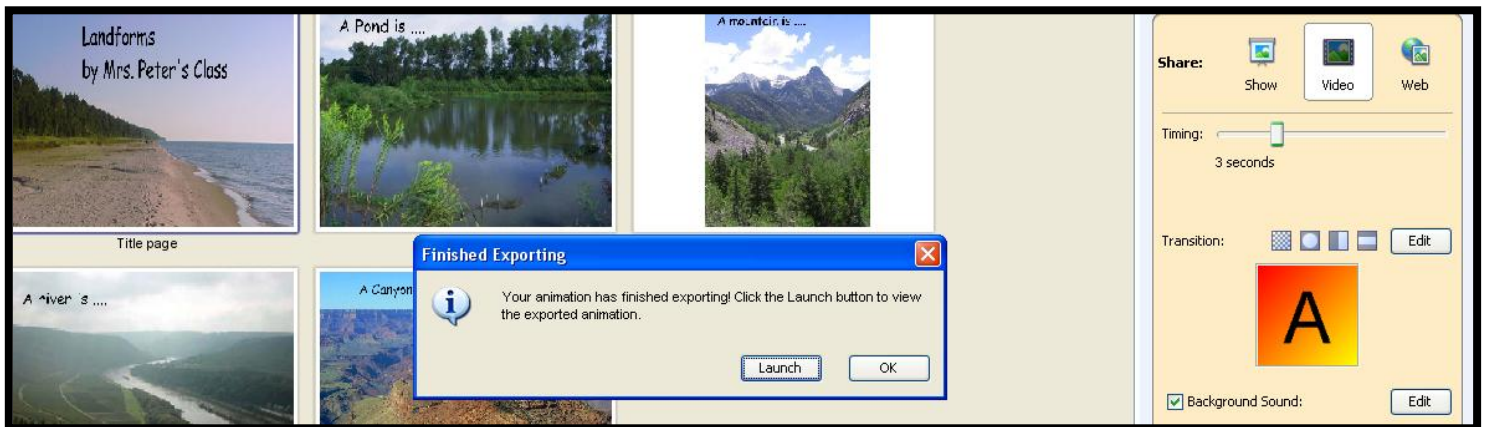 Landforms
by Mrs. Peter's Class
A Pond is ....
A mountain is ....
Title page
A river is ....
A Canyon
Finished Exporting
Your animation has finished exporting! Click the Launch button to view
the exported animation.
Launch
OK
Share:
Show
Video
Web
Timing:
3 seconds
Transition:
Edit
A
Background Sound:
Edit